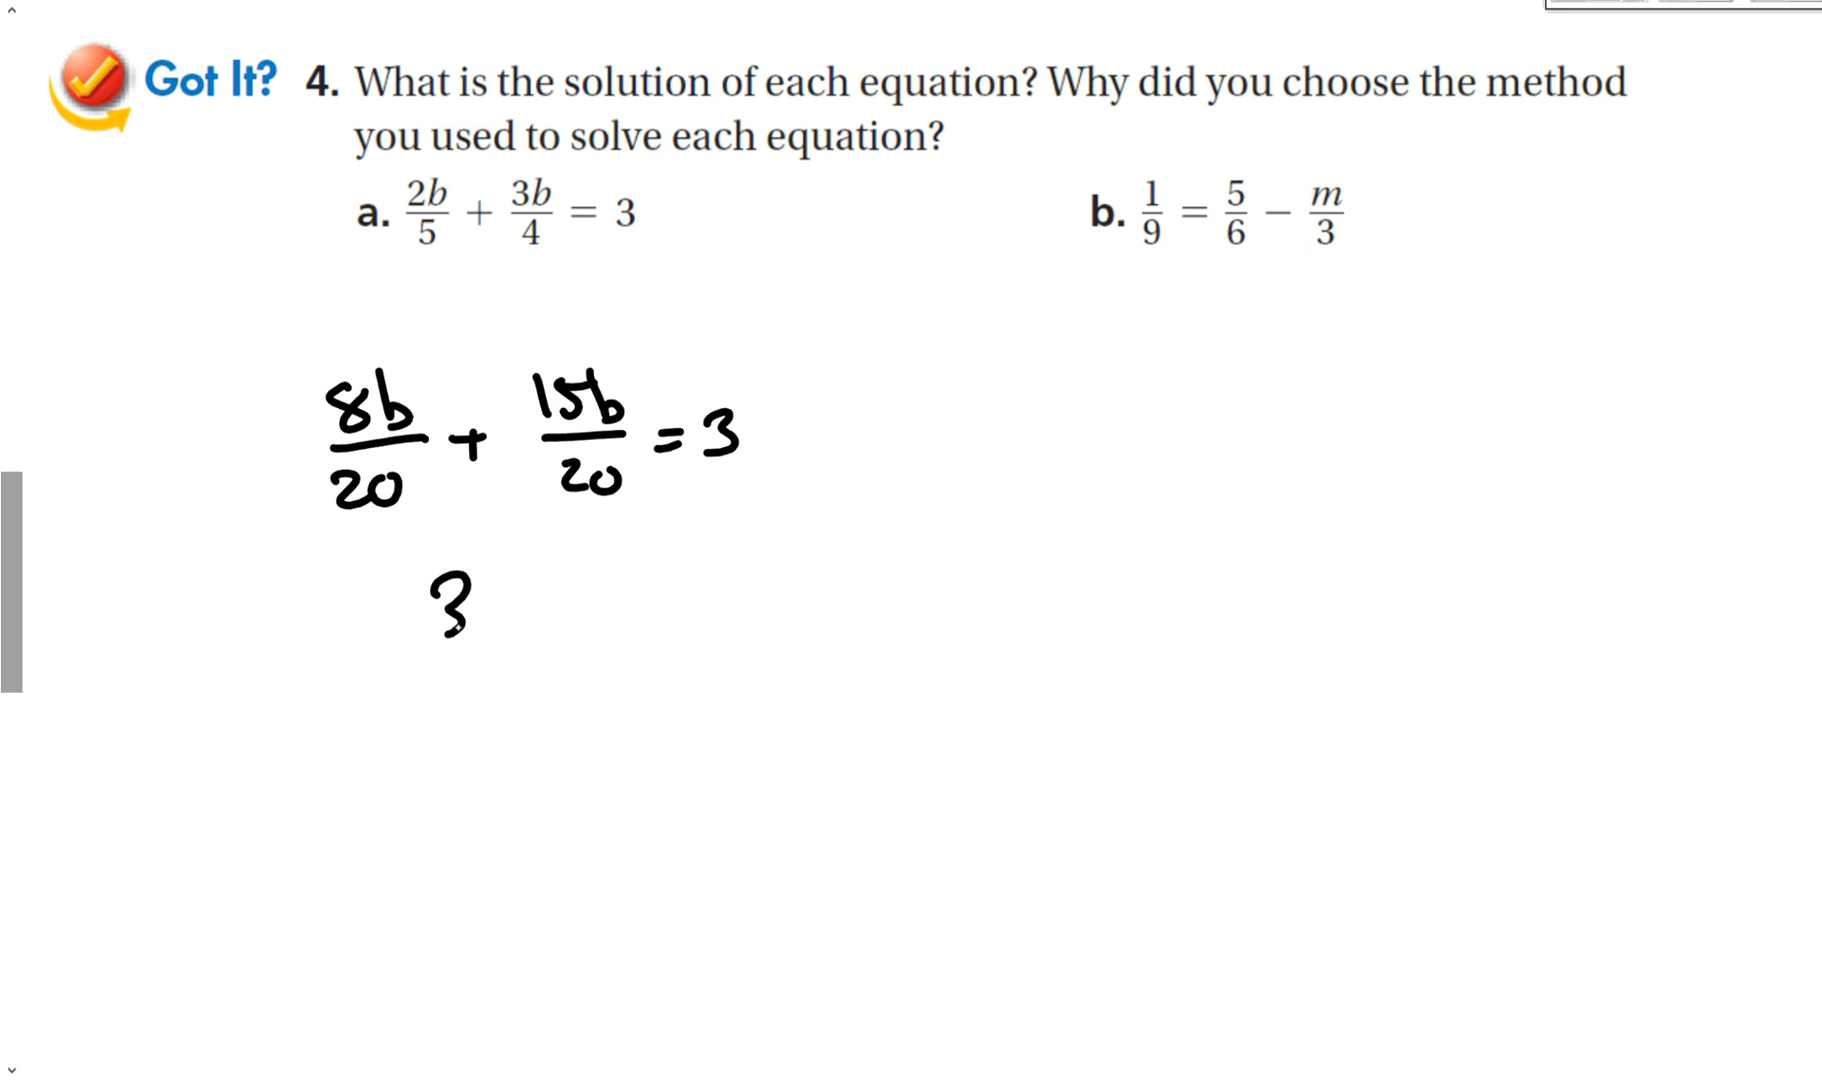 Got It? 4. What is the solution of each equation? Why did you choose the method
you used to solve each equation?
a. 2b/5 + 3b/4 = 3 b. 1/9 = 5/6 − m/3
8b/20 + 15b/20 = 3
3